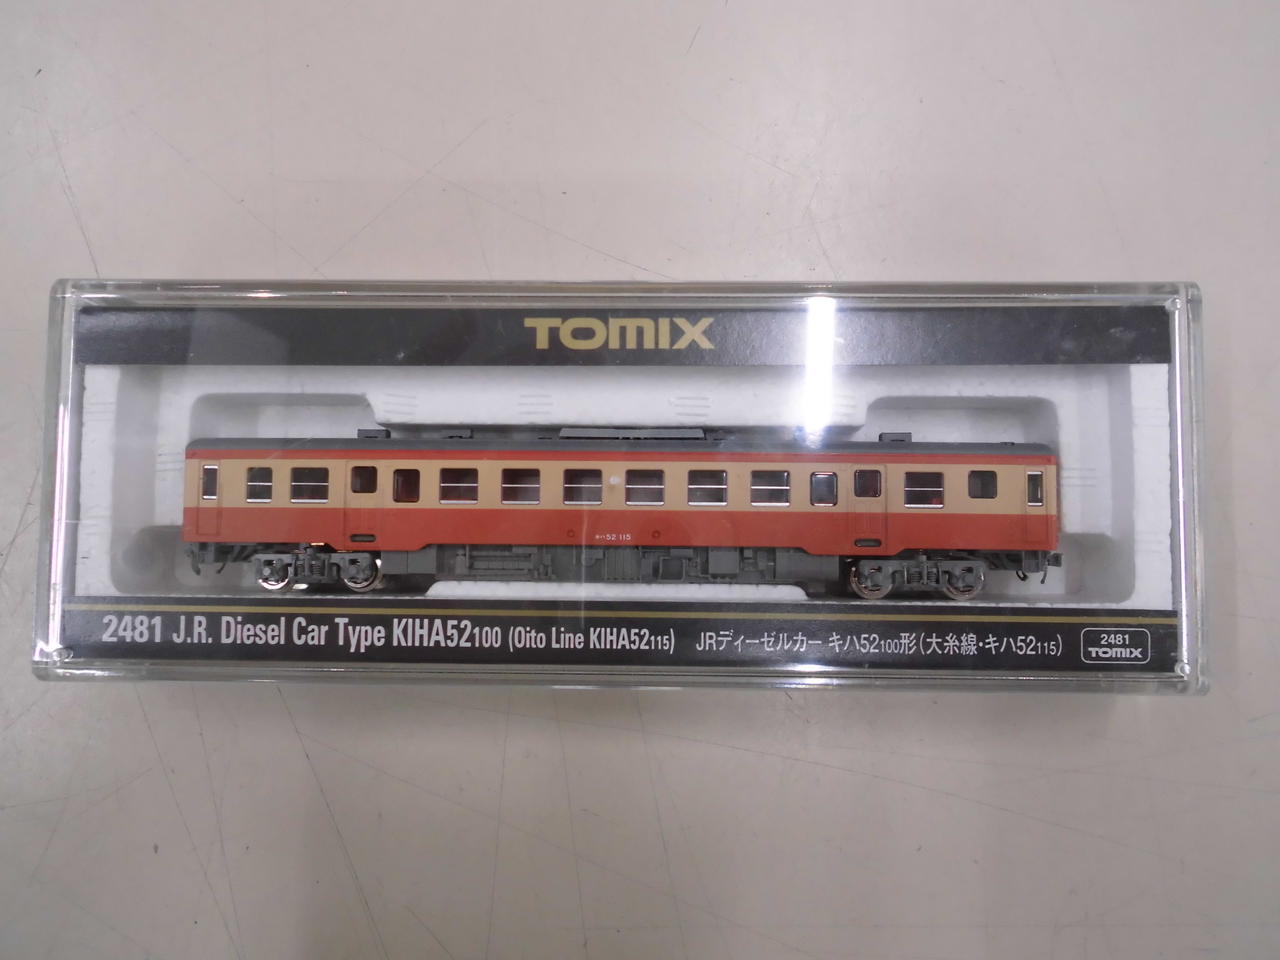 TOMIX
キハ52 115
2481 J.R. Diesel Car Type KIHA52100 (Oito Line KIHA52115) JRディーゼルカー キハ52100形(大糸線・キハ52115)
2481
TOMIX